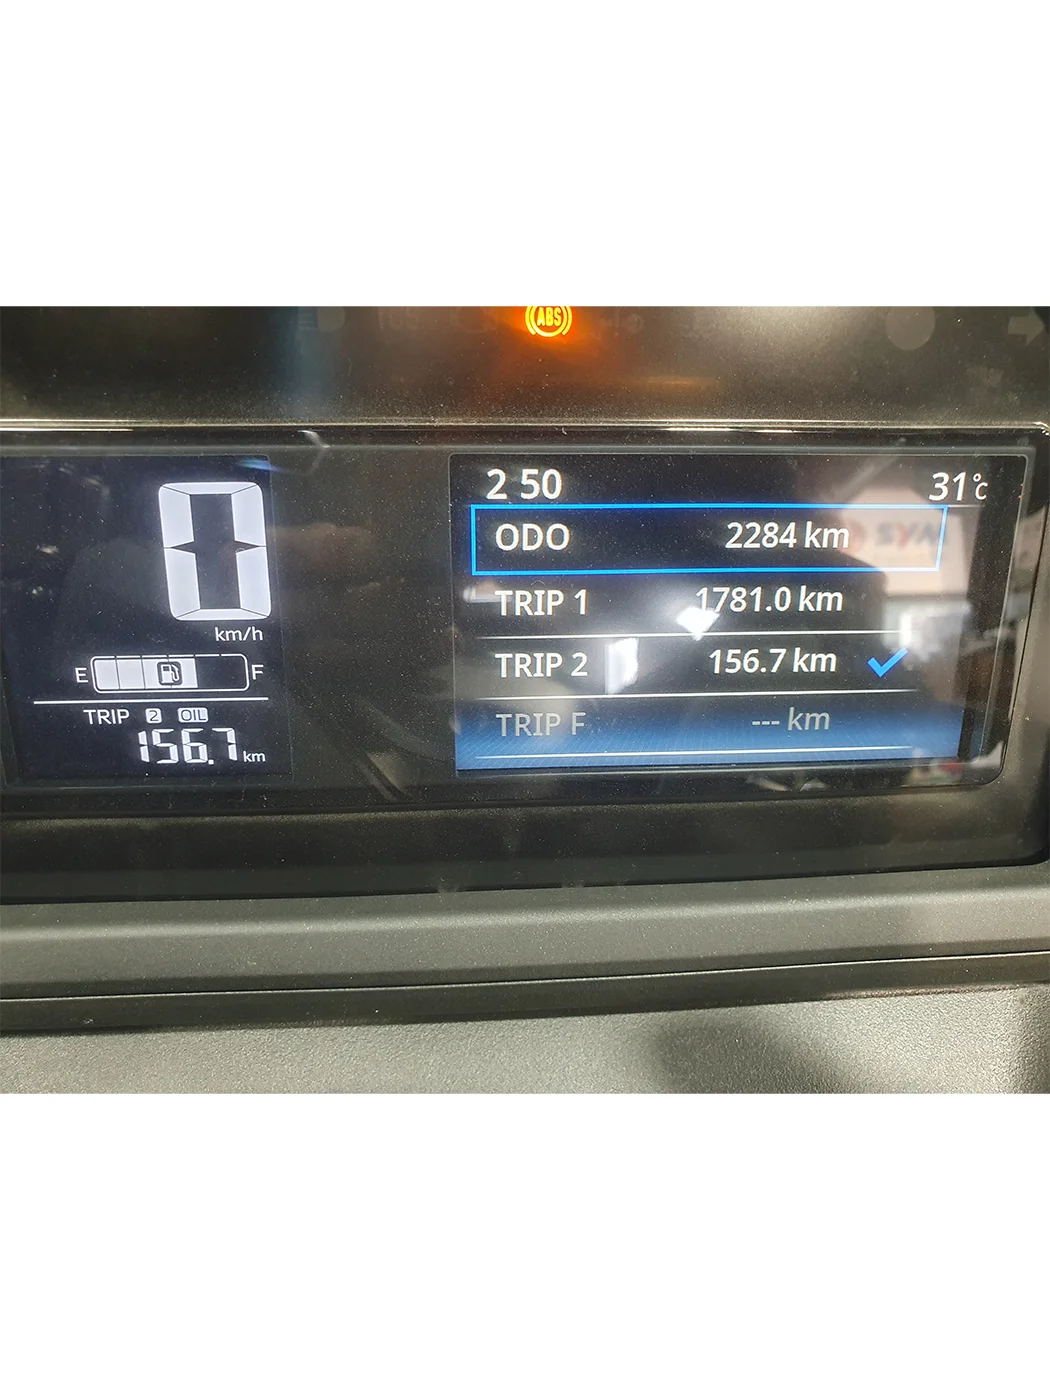 ABS
2 50 31°C
ODO 2284 km
TRIP 1 1781.0 km
TRIP 2 156.7 km
TRIP F --- km
0
km/h
E F
TRIP 2 OIL
156.7 km